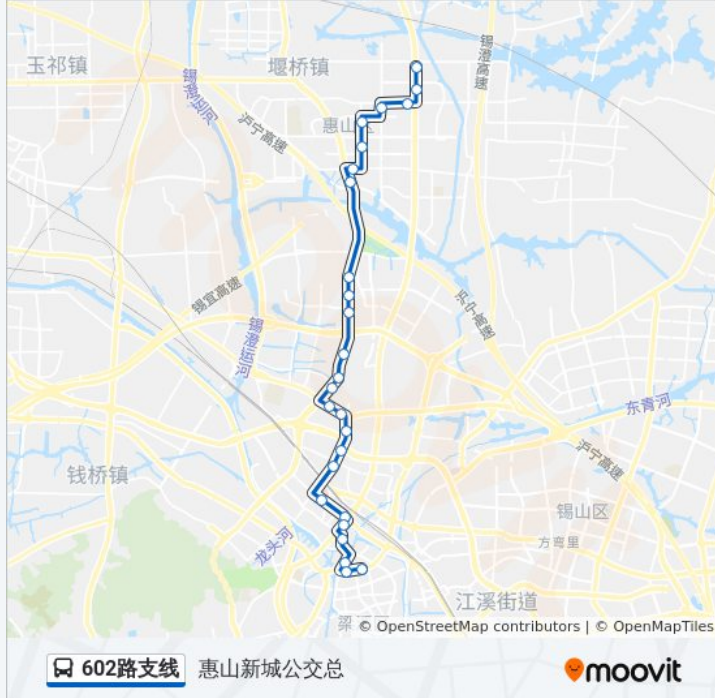 玉祁镇
堰桥镇
锡澄高速
锡澄运河
沪宁高速
惠山区
锡宜高速
沪宁高速
锡澄运河
东青河
钱桥镇
沪宁高速
锡山区
方弯里
龙头河
江溪街道
© OpenStreetMap contributors | © OpenMapTiles
602路支线
惠山新城公交总
moovit